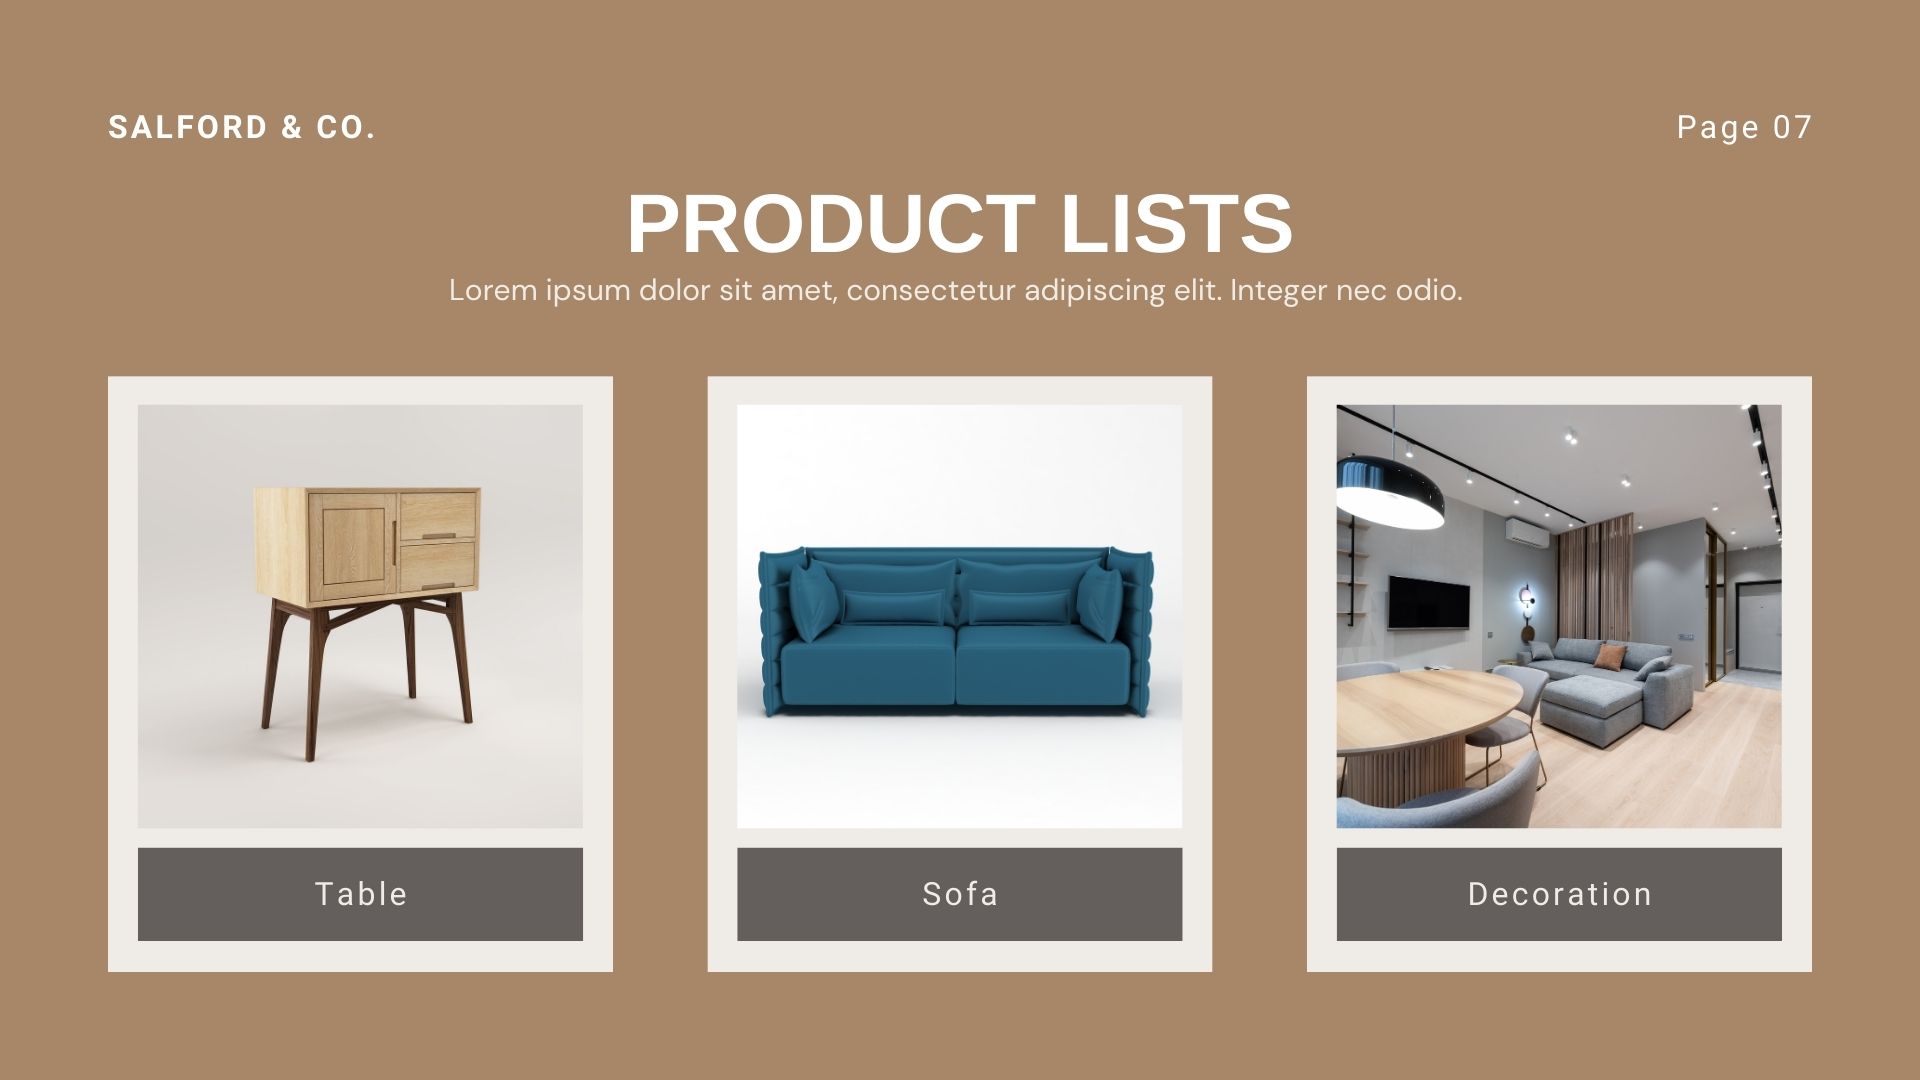 SALFORD & CO.
Page 07
PRODUCT LISTS
Lorem ipsum dolor sit amet, consectetur adipiscing elit. Integer nec odio.
Table
Sofa
Decoration